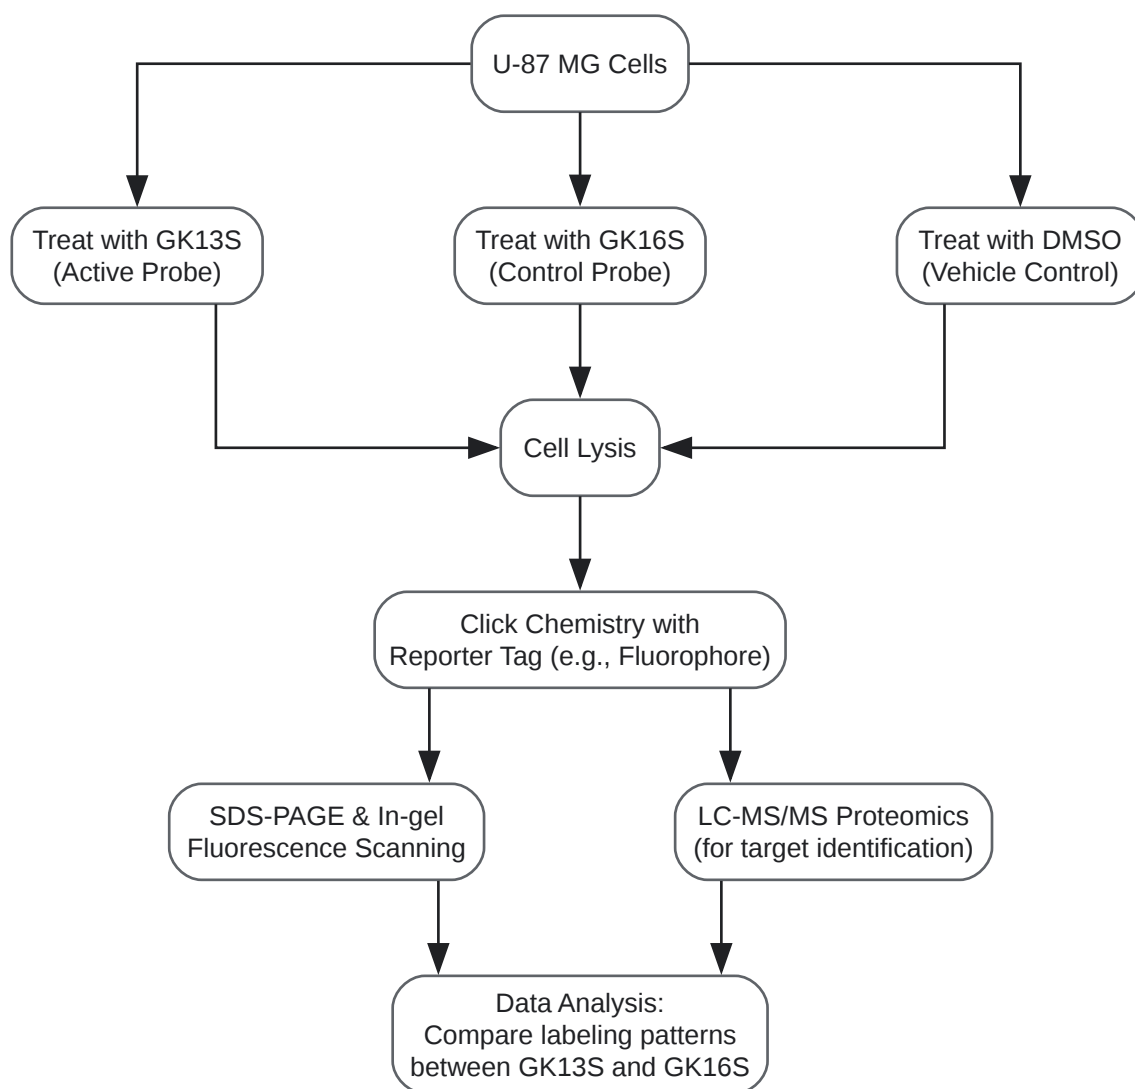 U-87 MG Cells
Treat with GK13S
(Active Probe)
Treat with GK16S
(Control Probe)
Treat with DMSO
(Vehicle Control)
Cell Lysis
Click Chemistry with
Reporter Tag (e.g., Fluorophore)
SDS-PAGE & In-gel
Fluorescence Scanning
LC-MS/MS Proteomics
(for target identification)
Data Analysis:
Compare labeling patterns
between GK13S and GK16S